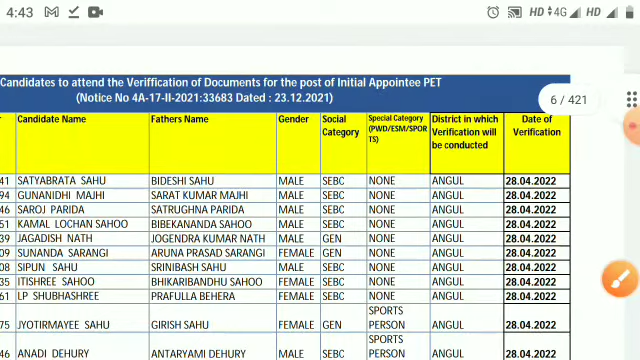 4:43 HD 4G HD
Candidates to attend the Veriffication of Documents for the post of Initial Appointee PET
(Notice No 4A-17-II-2021:33683 Dated : 23.12.2021)
6 / 421
Candidate Name Fathers Name Gender Social Category Special Category (PWD/ESM/SPORTS) District in which Verification will be conducted Date of Verification
41 SATYABRATA SAHU BIDESHI SAHU MALE SEBC NONE ANGUL 28.04.2022
94 GUNANIDHI MAJHI SARAT KUMAR MAJHI MALE SEBC NONE ANGUL 28.04.2022
46 SAROJ PARIDA SATRUGHNA PARIDA MALE SEBC NONE ANGUL 28.04.2022
51 KAMAL LOCHAN SAHOO BIBEKANANDA SAHOO MALE SEBC NONE ANGUL 28.04.2022
39 JAGADISH NATH JOGENDRA KUMAR NATH MALE GEN NONE ANGUL 28.04.2022
09 SUNANDA SARANGI ARUNA PRASAD SARANGI FEMALE GEN NONE ANGUL 28.04.2022
08 SIPUN SAHU SRINIBASH SAHU MALE SEBC NONE ANGUL 28.04.2022
35 ITISHREE SAHOO BHIKARIBANDHU SAHOO FEMALE SEBC NONE ANGUL 28.04.2022
61 LP SHUBHASHREE PRAFULLA BEHERA FEMALE SEBC NONE ANGUL 28.04.2022
75 JYOTIRMAYEE SAHU GIRISH SAHU FEMALE GEN SPORTS PERSON ANGUL 28.04.2022
46 ANADI DEHURY ANTARYAMI DEHURY MALE SEBC SPORTS PERSON ANGUL 28.04.2022